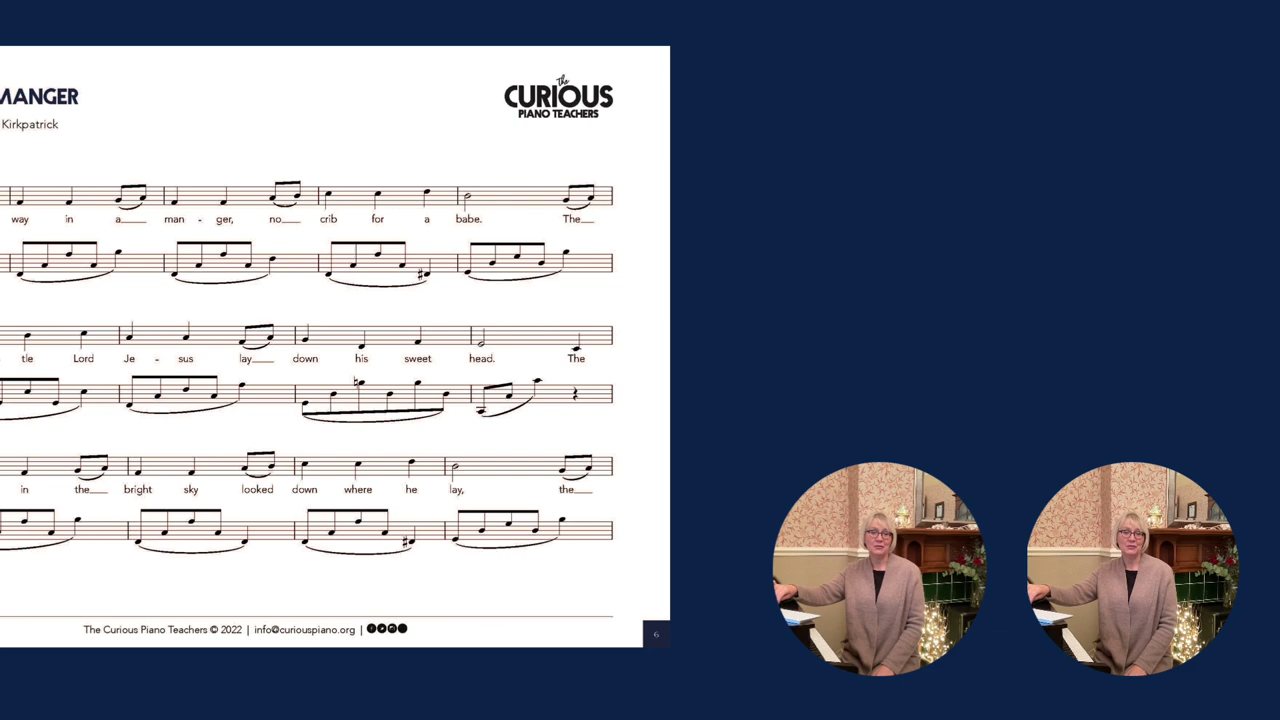 MANGER
Kirkpatrick
The
CURIOUS
PIANO TEACHERS
way in a man - ger, no crib for a babe. The
tle Lord Je - sus lay down his sweet head. The
in the bright sky looked down where he lay, the
The Curious Piano Teachers © 2022 | info@curiouspiano.org |
6